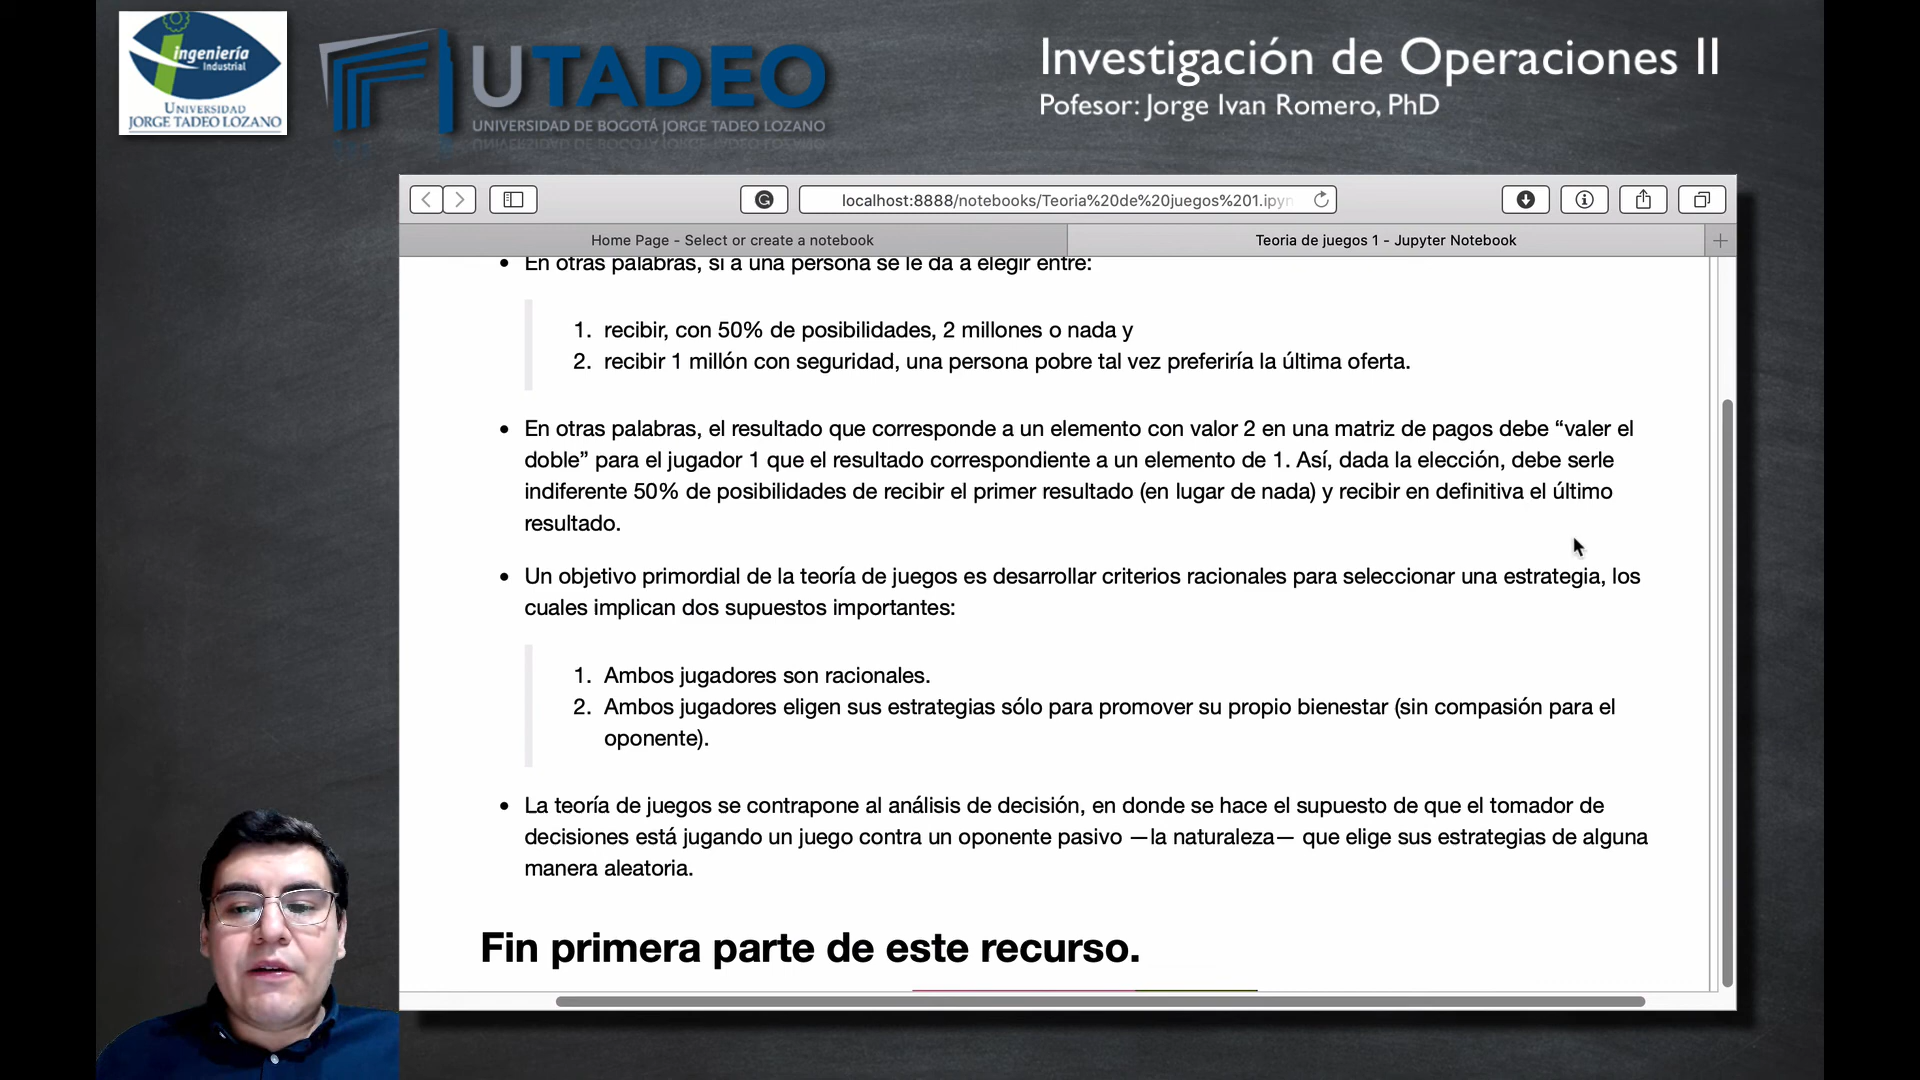 ingeniería
Industrial
UNIVERSIDAD
JORGE TADEO LOZANO
UTADEO
UNIVERSIDAD DE BOGOTÁ JORGE TADEO LOZANO
Investigación de Operaciones II
Pofesor: Jorge Ivan Romero, PhD
localhost:8888/notebooks/Teoria%20de%20juegos%201.ipyn
Home Page - Select or create a notebook
Teoria de juegos 1 - Jupyter Notebook
• En otras palabras, si a una persona se le da a elegir entre:
1. recibir, con 50% de posibilidades, 2 millones o nada y
2. recibir 1 millón con seguridad, una persona pobre tal vez preferiría la última oferta.
• En otras palabras, el resultado que corresponde a un elemento con valor 2 en una matriz de pagos debe “valer el
doble” para el jugador 1 que el resultado correspondiente a un elemento de 1. Así, dada la elección, debe serle
indiferente 50% de posibilidades de recibir el primer resultado (en lugar de nada) y recibir en definitiva el último
resultado.
• Un objetivo primordial de la teoría de juegos es desarrollar criterios racionales para seleccionar una estrategia, los
cuales implican dos supuestos importantes:
1. Ambos jugadores son racionales.
2. Ambos jugadores eligen sus estrategias sólo para promover su propio bienestar (sin compasión para el
oponente).
• La teoría de juegos se contrapone al análisis de decisión, en donde se hace el supuesto de que el tomador de
decisiones está jugando un juego contra un oponente pasivo —la naturaleza— que elige sus estrategias de alguna
manera aleatoria.
Fin primera parte de este recurso.